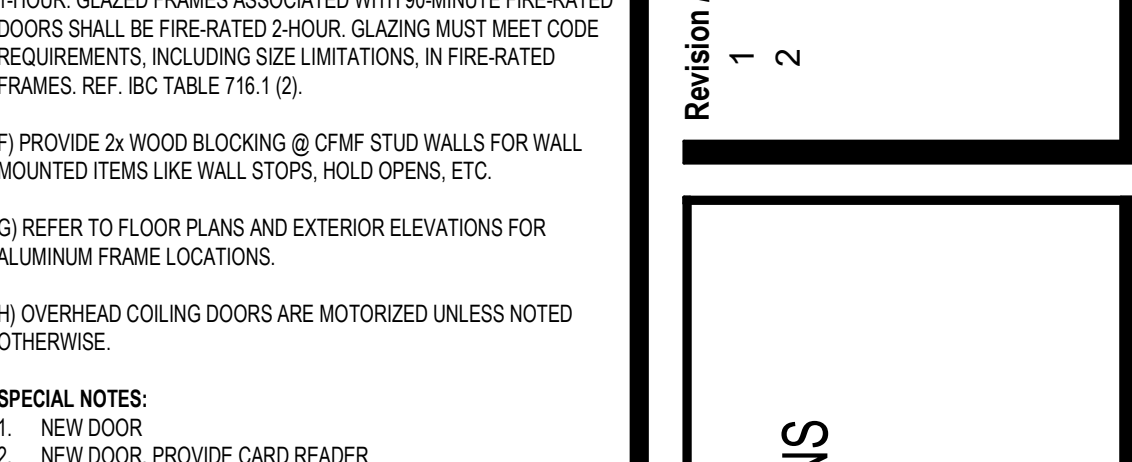 1-HOUR. GLAZED FRAMES ASSOCIATED WITH 90-MINUTE FIRE-RATED
DOORS SHALL BE FIRE-RATED 2-HOUR. GLAZING MUST MEET CODE
REQUIREMENTS, INCLUDING SIZE LIMITATIONS, IN FIRE-RATED
FRAMES. REF. IBC TABLE 716.1 (2).
F) PROVIDE 2x WOOD BLOCKING @ CFMF STUD WALLS FOR WALL
MOUNTED ITEMS LIKE WALL STOPS, HOLD OPENS, ETC.
G) REFER TO FLOOR PLANS AND EXTERIOR ELEVATIONS FOR
ALUMINUM FRAME LOCATIONS.
H) OVERHEAD COILING DOORS ARE MOTORIZED UNLESS NOTED
OTHERWISE.
SPECIAL NOTES:
1. NEW DOOR
2. NEW DOOR. PROVIDE CARD READER
Revision
1
2
NS